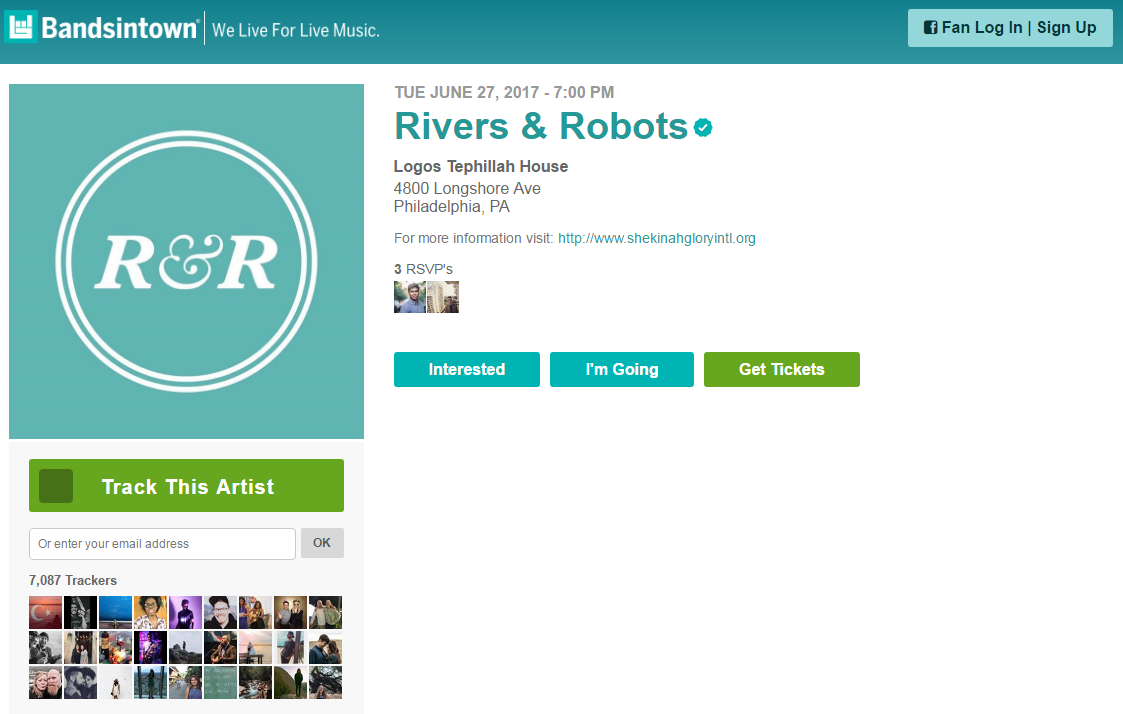 Bandsintown® We Live For Live Music.
Fan Log In | Sign Up
TUE JUNE 27, 2017 - 7:00 PM
Rivers & Robots
Logos Tephillah House
4800 Longshore Ave
Philadelphia, PA
For more information visit: http://www.shekinahgloryintl.org
3 RSVP's
Interested
I'm Going
Get Tickets
R&R
Track This Artist
Or enter your email address
OK
7,087 Trackers